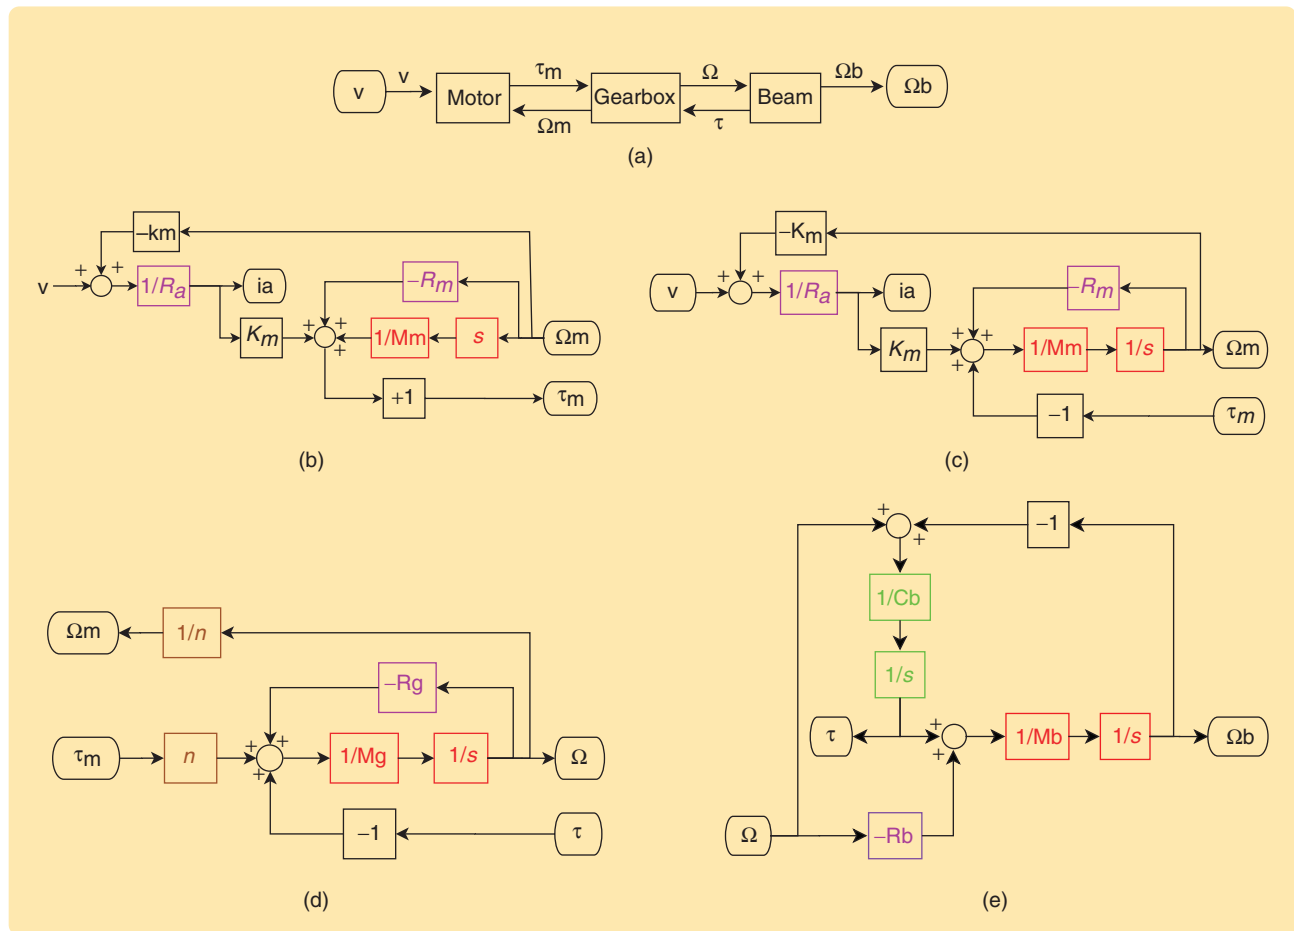 v
v
Motor
τm
Ωm
Gearbox
Ω
τ
Beam
Ωb
Ωb
(a)
–km
+
+
v
1/Ra
ia
Km
+
+
+
–Rm
1/Mm
s
Ωm
+1
τm
(b)
–Km
+
+
v
1/Ra
ia
Km
+
+
+
–Rm
1/Mm
1/s
Ωm
–1
τm
(c)
Ωm
1/n
–Rg
τm
n
+
+
+
1/Mg
1/s
Ω
–1
τ
(d)
+
+
–1
1/Cb
1/s
τ
+
+
1/Mb
1/s
Ωb
Ω
–Rb
(e)